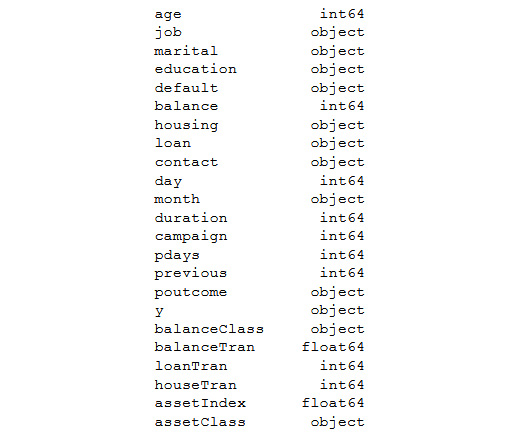 age int64
job object
marital object
education object
default object
balance int64
housing object
loan object
contact object
day int64
month object
duration int64
campaign int64
pdays int64
previous int64
poutcome object
y object
balanceClass object
balanceTran float64
loanTran int64
houseTran int64
assetIndex float64
assetClass object